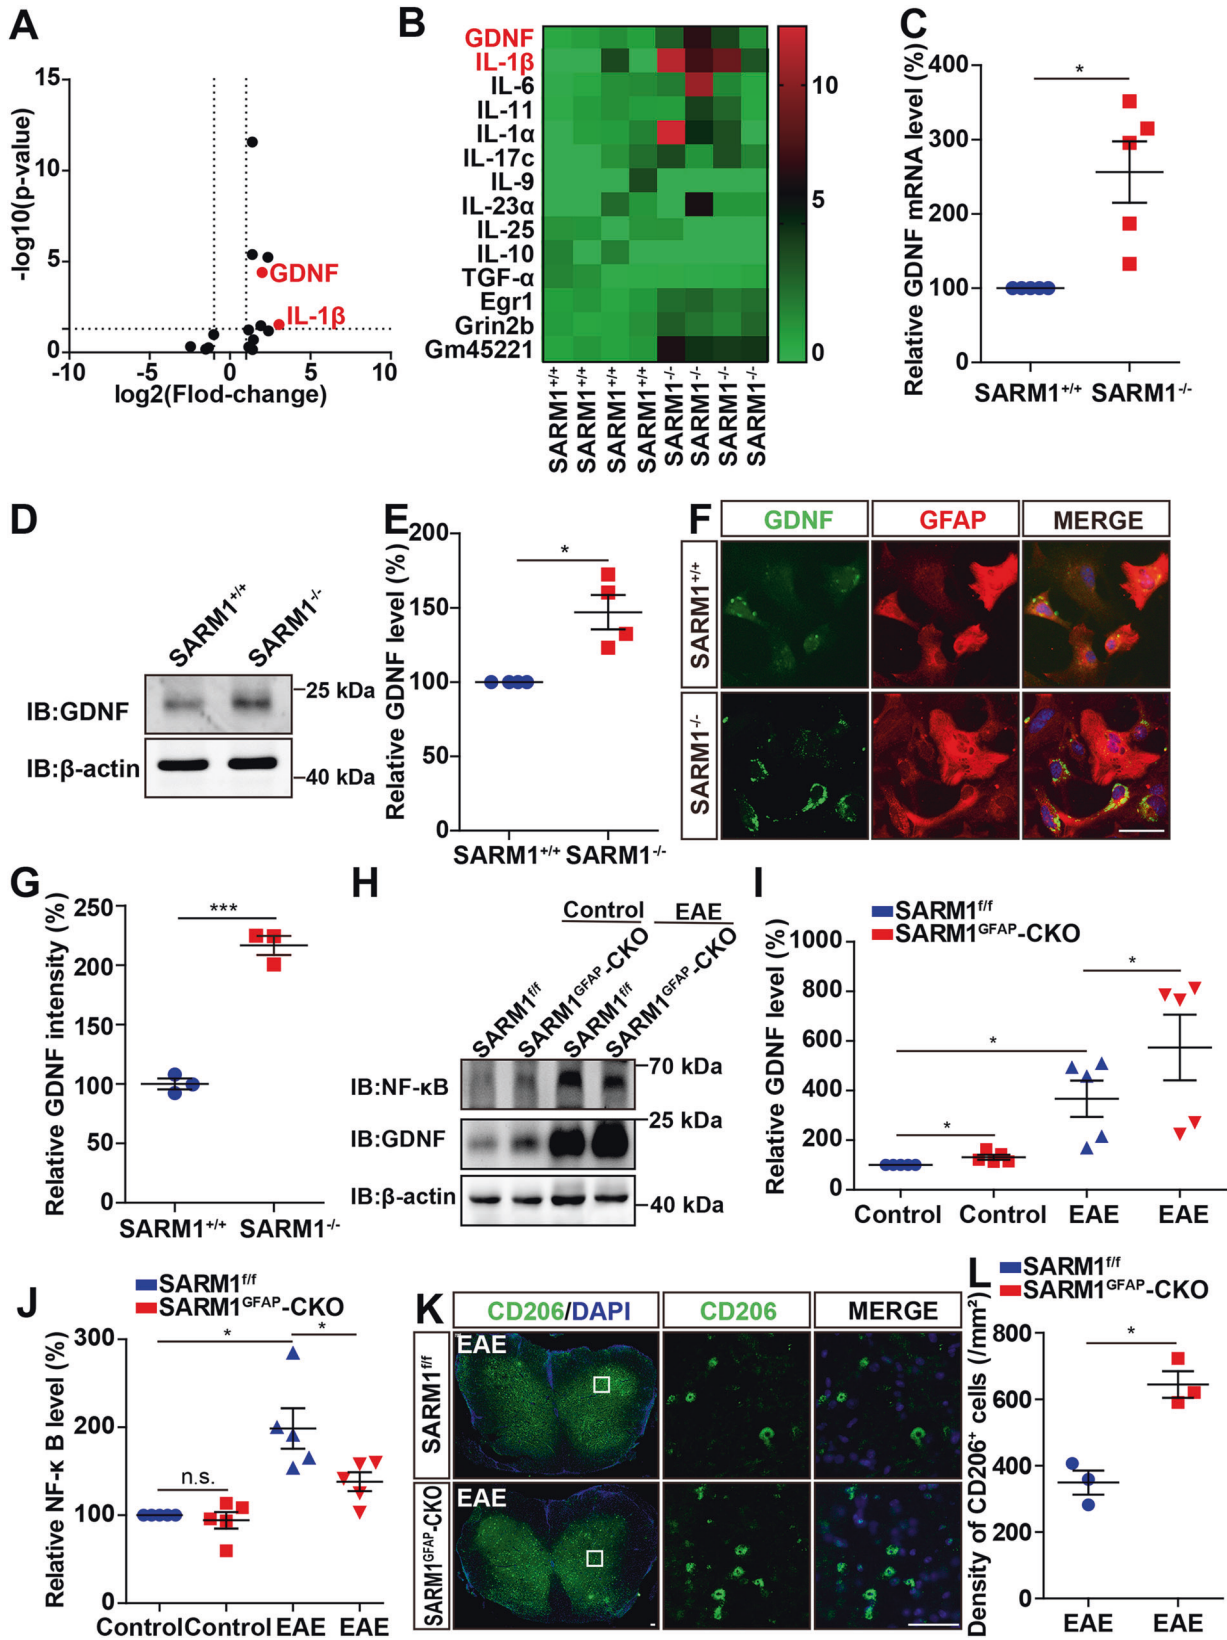 A
15
10
5
0
-10
-5
0
5
10
-log10(p-value)
log2(Flod-change)
GDNF
IL-1β
B
GDNF
IL-1β
IL-6
IL-11
IL-1α
IL-17c
IL-9
IL-23α
IL-25
IL-10
TGF-α
Egr1
Grin2b
Gm45221
10
5
0
SARM1+/+
SARM1+/+
SARM1+/+
SARM1+/+
SARM1-/-
SARM1-/-
SARM1-/-
SARM1-/-
C
Relative GDNF mRNA level (%)
400
300
200
100
0
*
SARM1+/+ SARM1-/-
D
SARM1+/+
SARM1-/-
IB:GDNF
25 kDa
IB:β-actin
40 kDa
E
Relative GDNF level (%)
200
150
100
50
0
*
SARM1+/+ SARM1-/-
F
GDNF GFAP MERGE
SARM1+/+
SARM1-/-
G
Relative GDNF intensity (%)
250
200
150
100
50
0
***
SARM1+/+ SARM1-/-
H
Control EAE
SARM1f/f
SARM1GFAP-CKO
SARM1f/f
SARM1GFAP-CKO
IB:NF-κB
70 kDa
IB:GDNF
25 kDa
IB:β-actin
40 kDa
I
SARM1f/f
SARM1GFAP-CKO
Relative GDNF level (%)
1000
800
600
400
200
0
*
*
*
Control Control EAE EAE
J
SARM1f/f
SARM1GFAP-CKO
Relative NF-κ B level (%)
300
200
100
0
n.s.
*
*
Control Control EAE EAE
K
CD206/DAPI CD206 MERGE
SARM1f/f
EAE
SARM1GFAP-CKO
EAE
L
SARM1f/f
SARM1GFAP-CKO
Density of CD206+ cells (/mm²)
800
600
400
200
0
*
EAE EAE